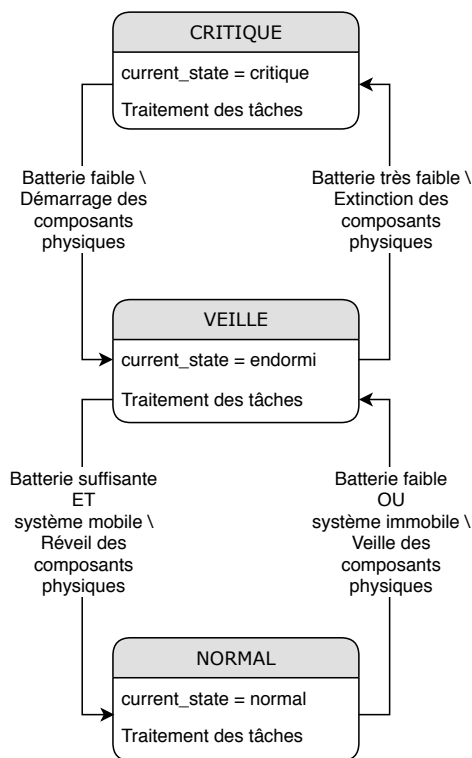 CRITIQUE
current_state = critique
Traitement des tâches
Batterie faible \
Démarrage des
composants
physiques
Batterie très faible \
Extinction des
composants
physiques
VEILLE
current_state = endormi
Traitement des tâches
Batterie suffisante
ET
système mobile \
Réveil des
composants
physiques
Batterie faible
OU
système immobile \
Veille des
composants
physiques
NORMAL
current_state = normal
Traitement des tâches